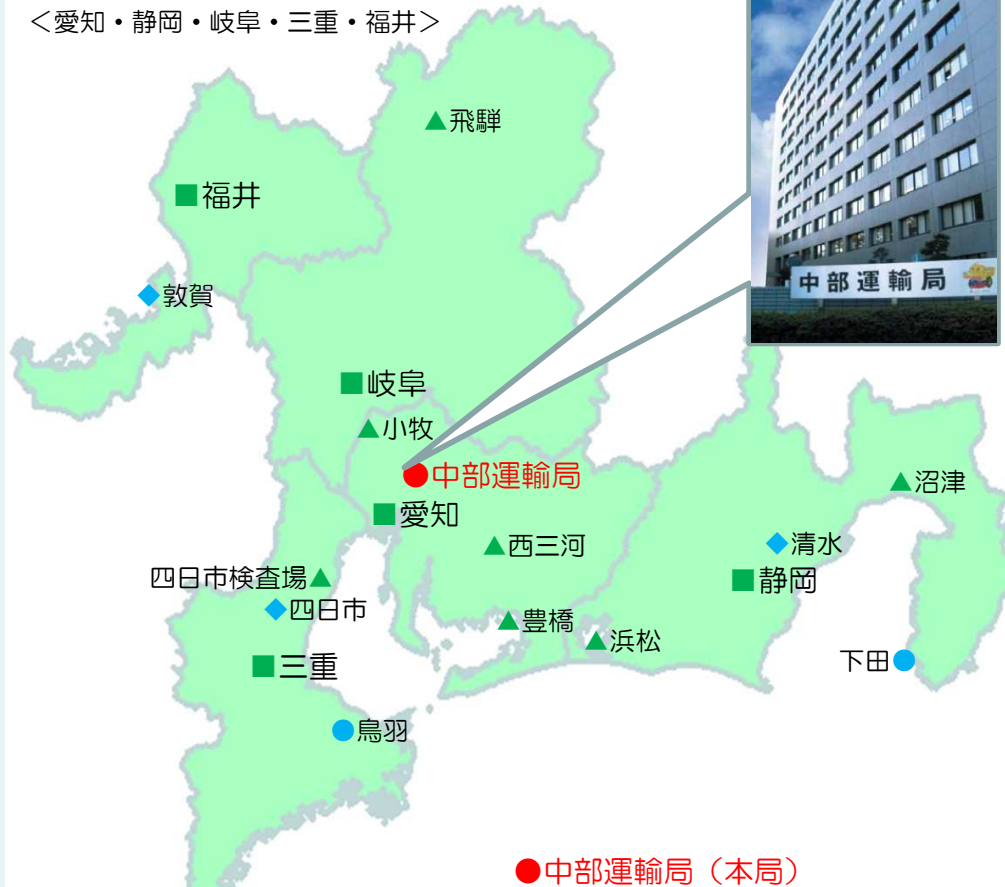 ＜愛知・静岡・岐阜・三重・福井＞
▲飛騨
■福井
中部運輸局
◆敦賀
■岐阜
▲小牧
●中部運輸局
▲沼津
■愛知
▲西三河
◆清水
四日市検査場▲
■静岡
◆四日市
▲豊橋
▲浜松
下田●
■三重
●鳥羽
●中部運輸局（本局）